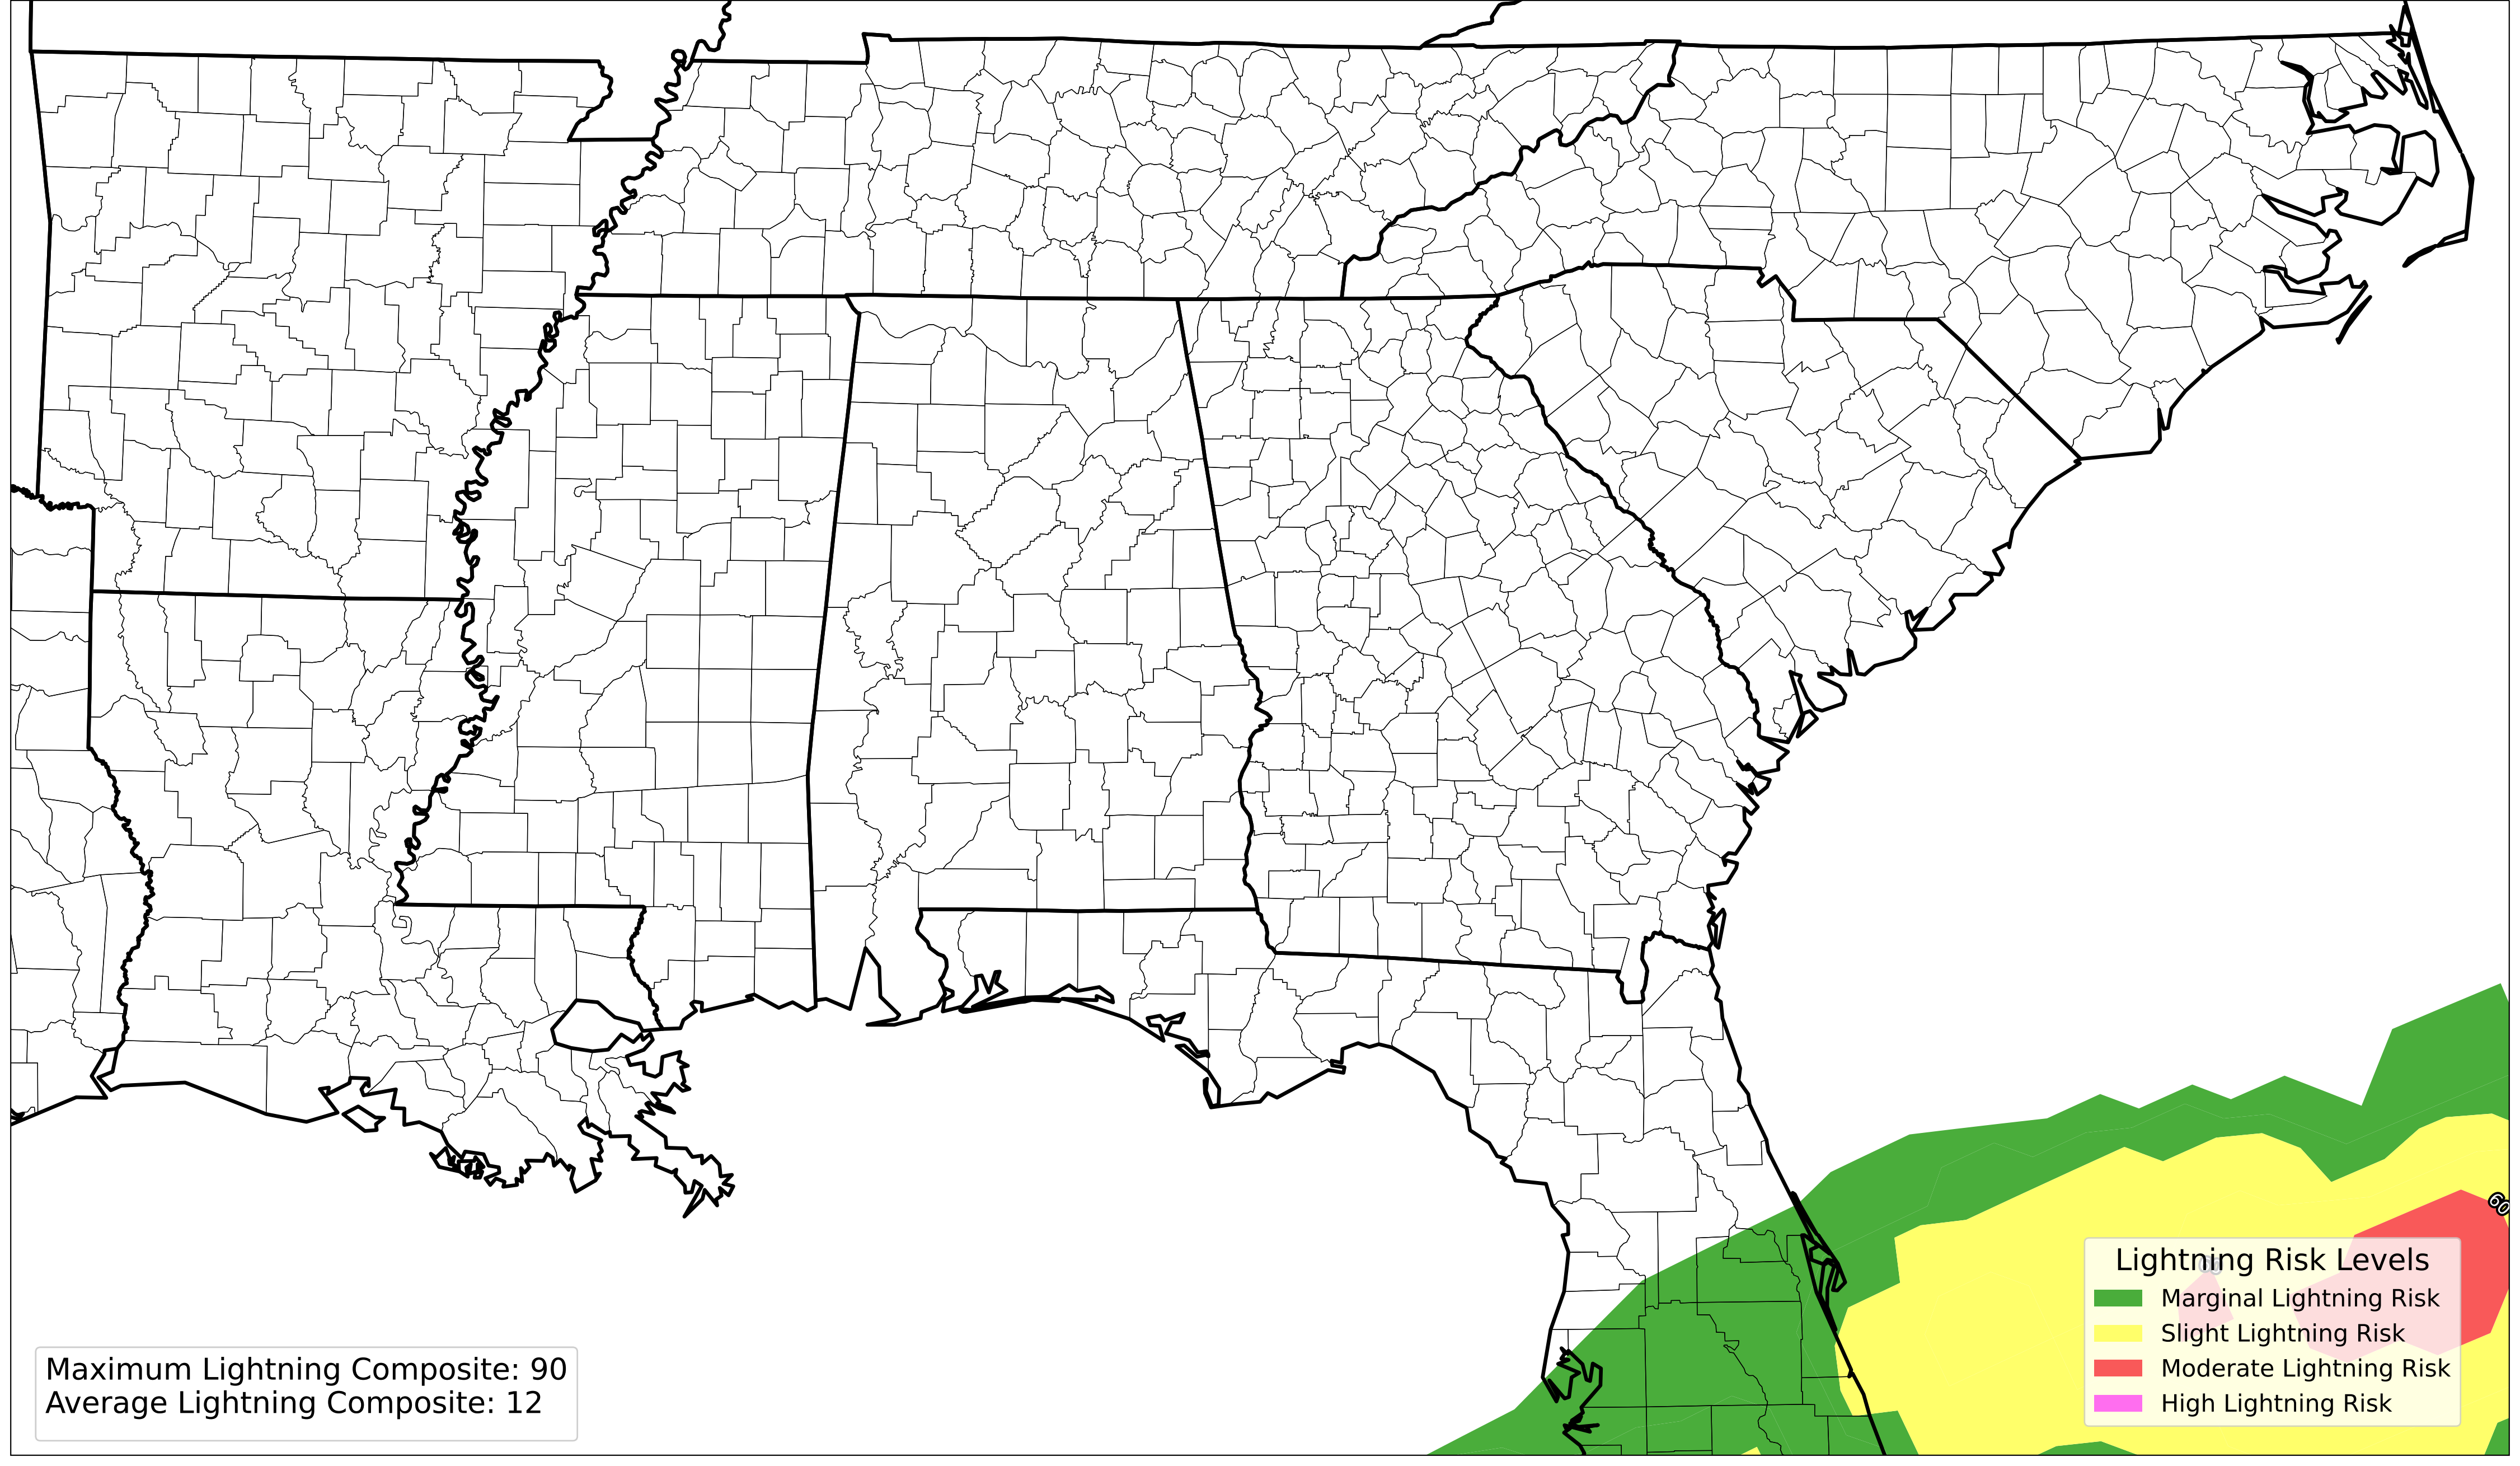 60
Lightning Risk Levels
Marginal Lightning Risk
Slight Lightning Risk
Moderate Lightning Risk
High Lightning Risk
Maximum Lightning Composite: 90
Average Lightning Composite: 12